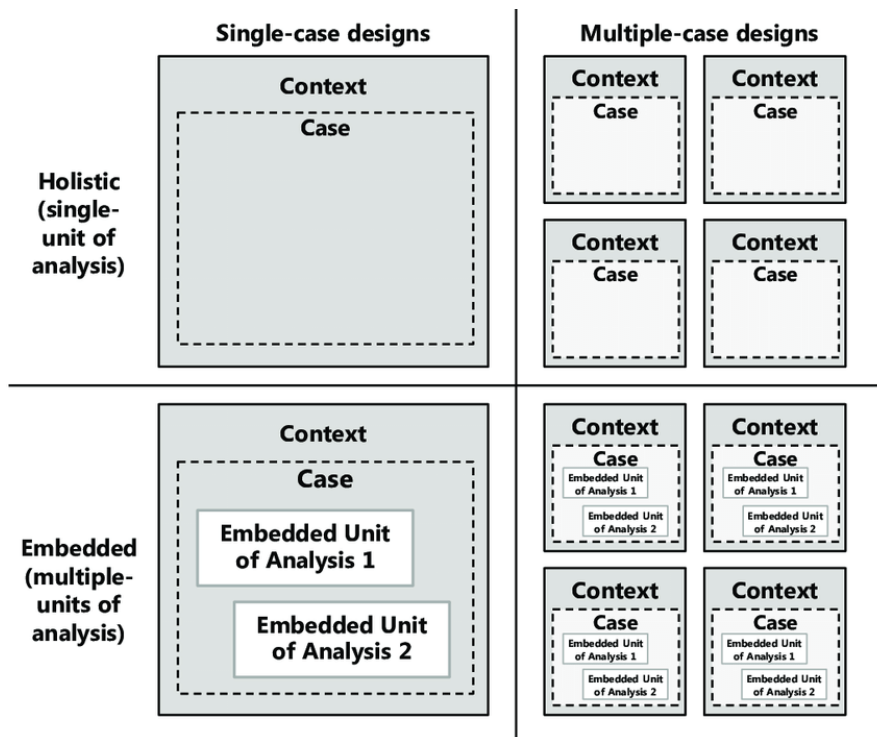 Single-case designs
Multiple-case designs
Holistic
(single-
unit of
analysis)
Context
Case
Context
Case
Context
Case
Context
Case
Context
Case
Embedded
(multiple-
units of
analysis)
Context
Case
Embedded Unit
of Analysis 1
Embedded Unit
of Analysis 2
Context
Case
Embedded Unit
of Analysis 1
Embedded Unit
of Analysis 2
Context
Case
Embedded Unit
of Analysis 1
Embedded Unit
of Analysis 2
Context
Case
Embedded Unit
of Analysis 1
Embedded Unit
of Analysis 2
Context
Case
Embedded Unit
of Analysis 1
Embedded Unit
of Analysis 2